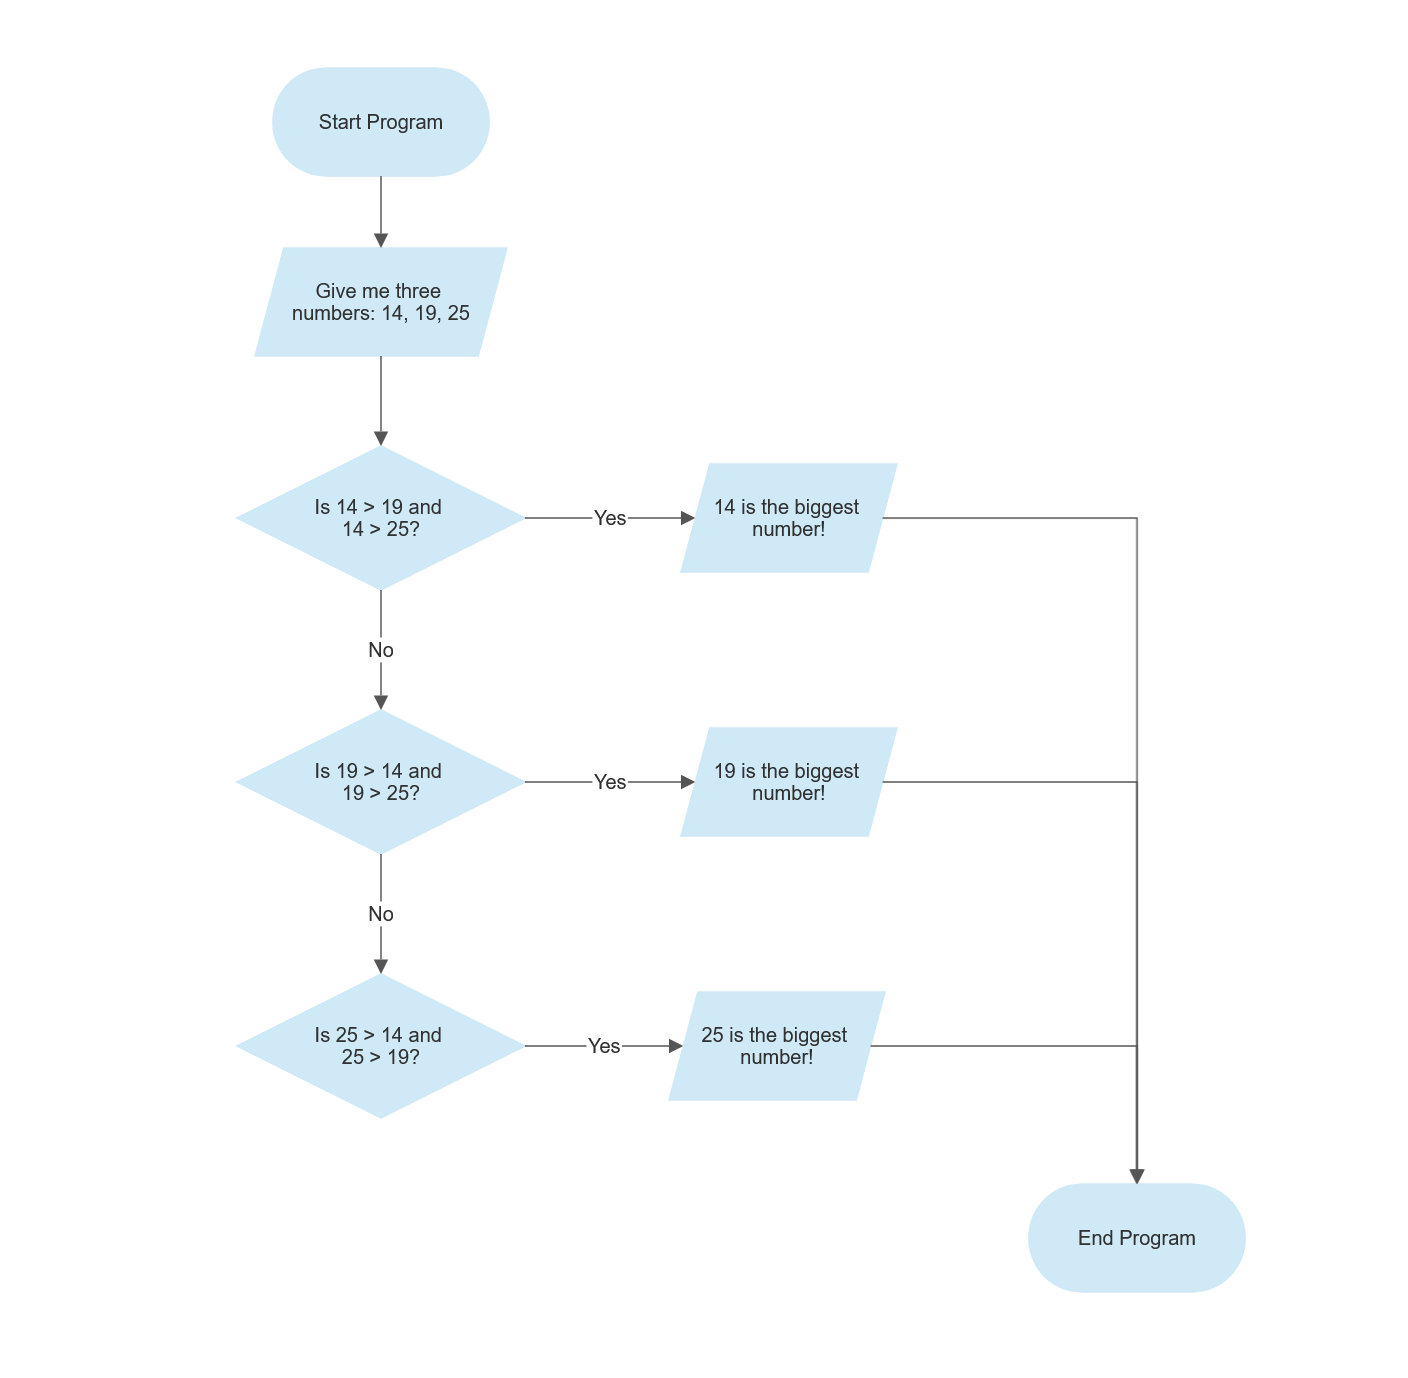 Start Program
Give me three
numbers: 14, 19, 25
Is 14 > 19 and
14 > 25?
Yes
14 is the biggest
number!
No
Is 19 > 14 and
19 > 25?
Yes
19 is the biggest
number!
No
Is 25 > 14 and
25 > 19?
Yes
25 is the biggest
number!
End Program